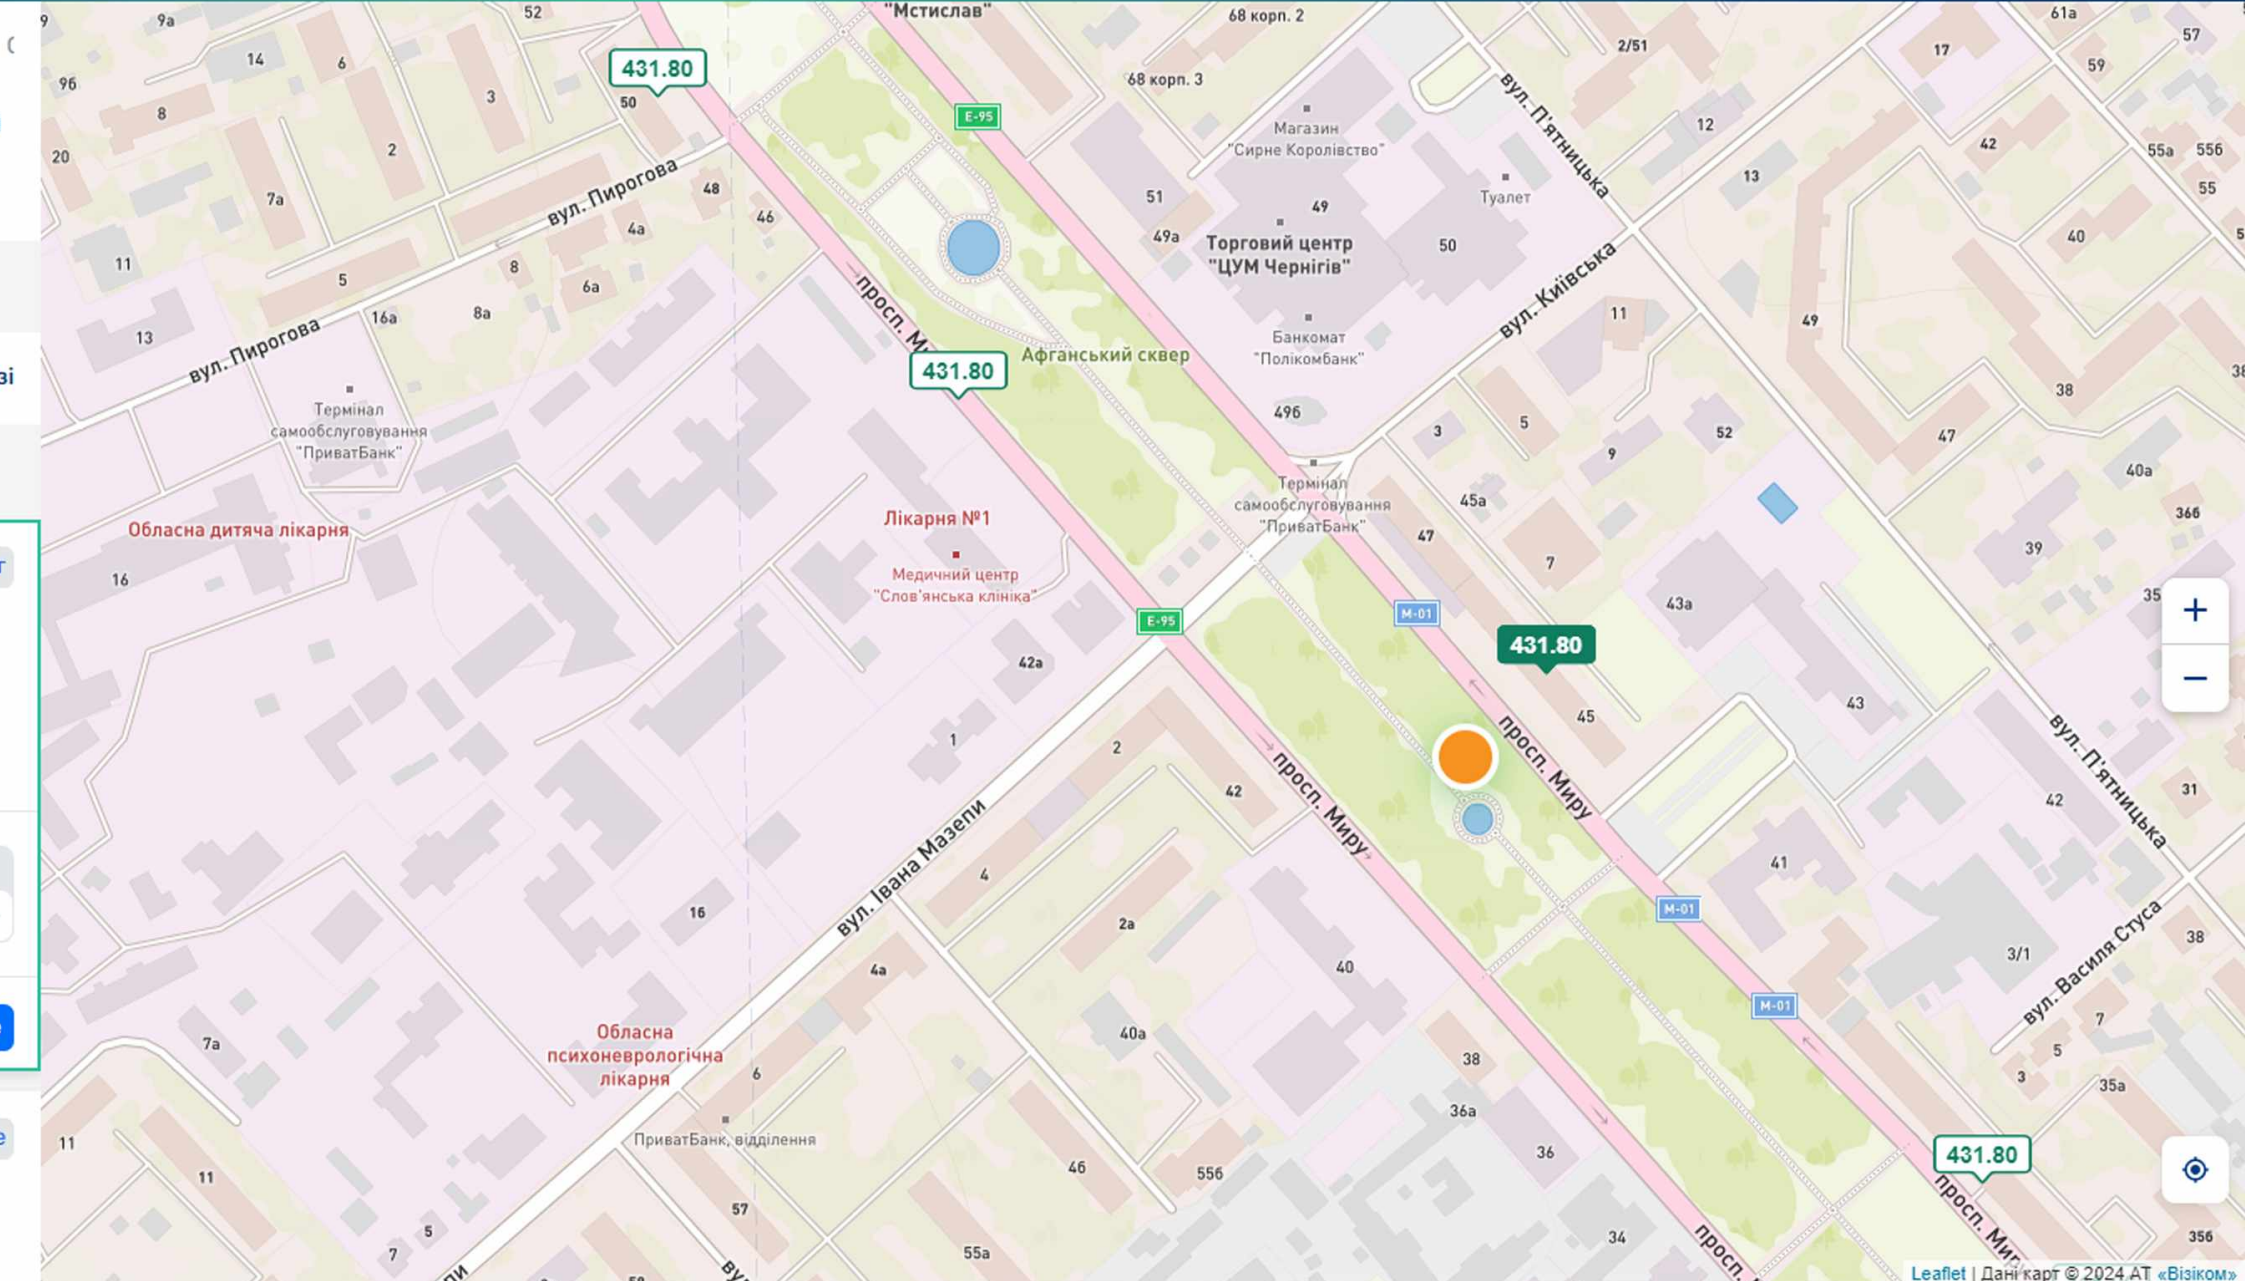 9
9а
52
"Мстислав"
68 корп. 2
61а
57
14
6
431.80
2/51
17
59
96
3
50
68 корп. 3
8
E-95
Магазин
"Сирне Королівство"
вул. П'ятницька
12
42
55а
556
20
2
13
55
7а
вул. Пирогова
48
46
51
49
Туалет
4а
49а
Торговий центр
"ЦУМ Чернігів"
50
40
11
8
5
6а
просп. М
вул. Київська
16а
8а
13
вул. Пирогова
Банкомат
"Полікомбанк"
11
49
зі
431.80
Афганський сквер
38
38
Термінал
самообслуговування
"ПриватБанк"
496
3
5
52
47
9
40а
Термінал
самообслуговування
"ПриватБанк"
45а
366
Обласна дитяча лікарня
Лікарня №1
47
7
39
16
Медичний центр
"Слов'янська клініка"
43а
35
E-95
M-01
+
431.80
42а
−
43
45
1
2
просп. Миру
вул. П'ятницька
42
просп. Миру
42
31
вул. Івана Мазепи
4
41
16
2а
M-01
38
4а
40
3/1
вул. Василя Стуса
M-01
7а
Обласна
психоневрологічна
лікарня
40а
7
38
5
6
3
35а
36а
11
ПриватБанк, відділення
36
431.80
46
11
556
просп. Мир
57
5
34
356
7
55а
просп.
Leaflet | Дані карт © 2024 АТ «Візіком»